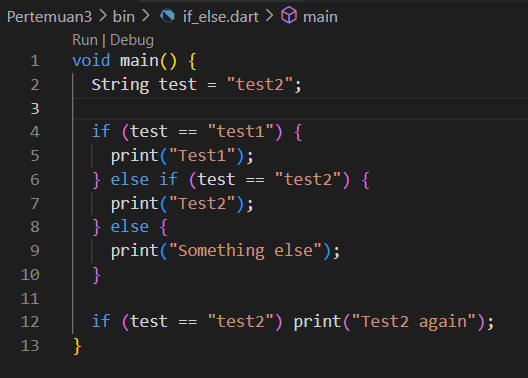 Pertemuan3 > bin > if_else.dart > main
Run | Debug
1 void main() {
2 String test = "test2";
3
4 if (test == "test1") {
5 print("Test1");
6 } else if (test == "test2") {
7 print("Test2");
8 } else {
9 print("Something else");
10 }
11
12 if (test == "test2") print("Test2 again");
13 }